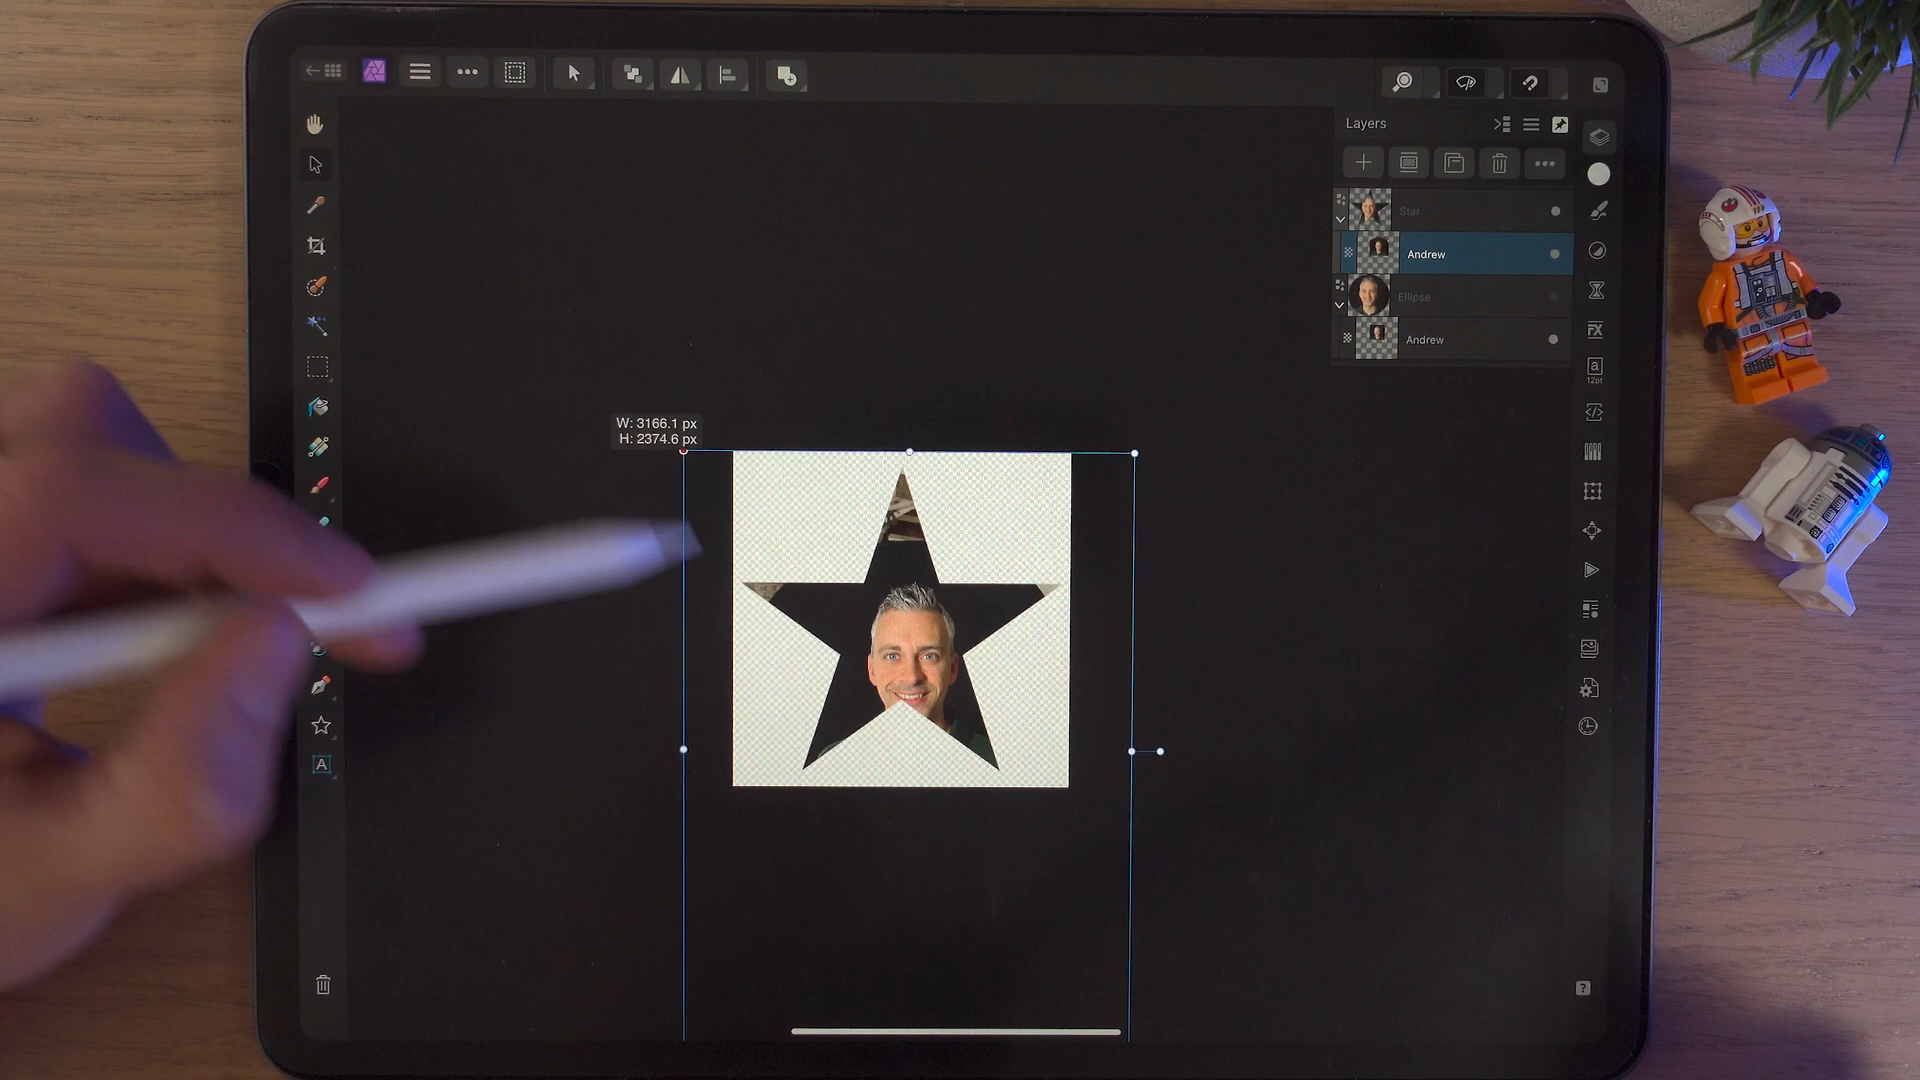 Layers
Star
Andrew
Ellipse
Andrew
a
12pt
FX
W: 3166.1 px
H: 2374.6 px
A
?